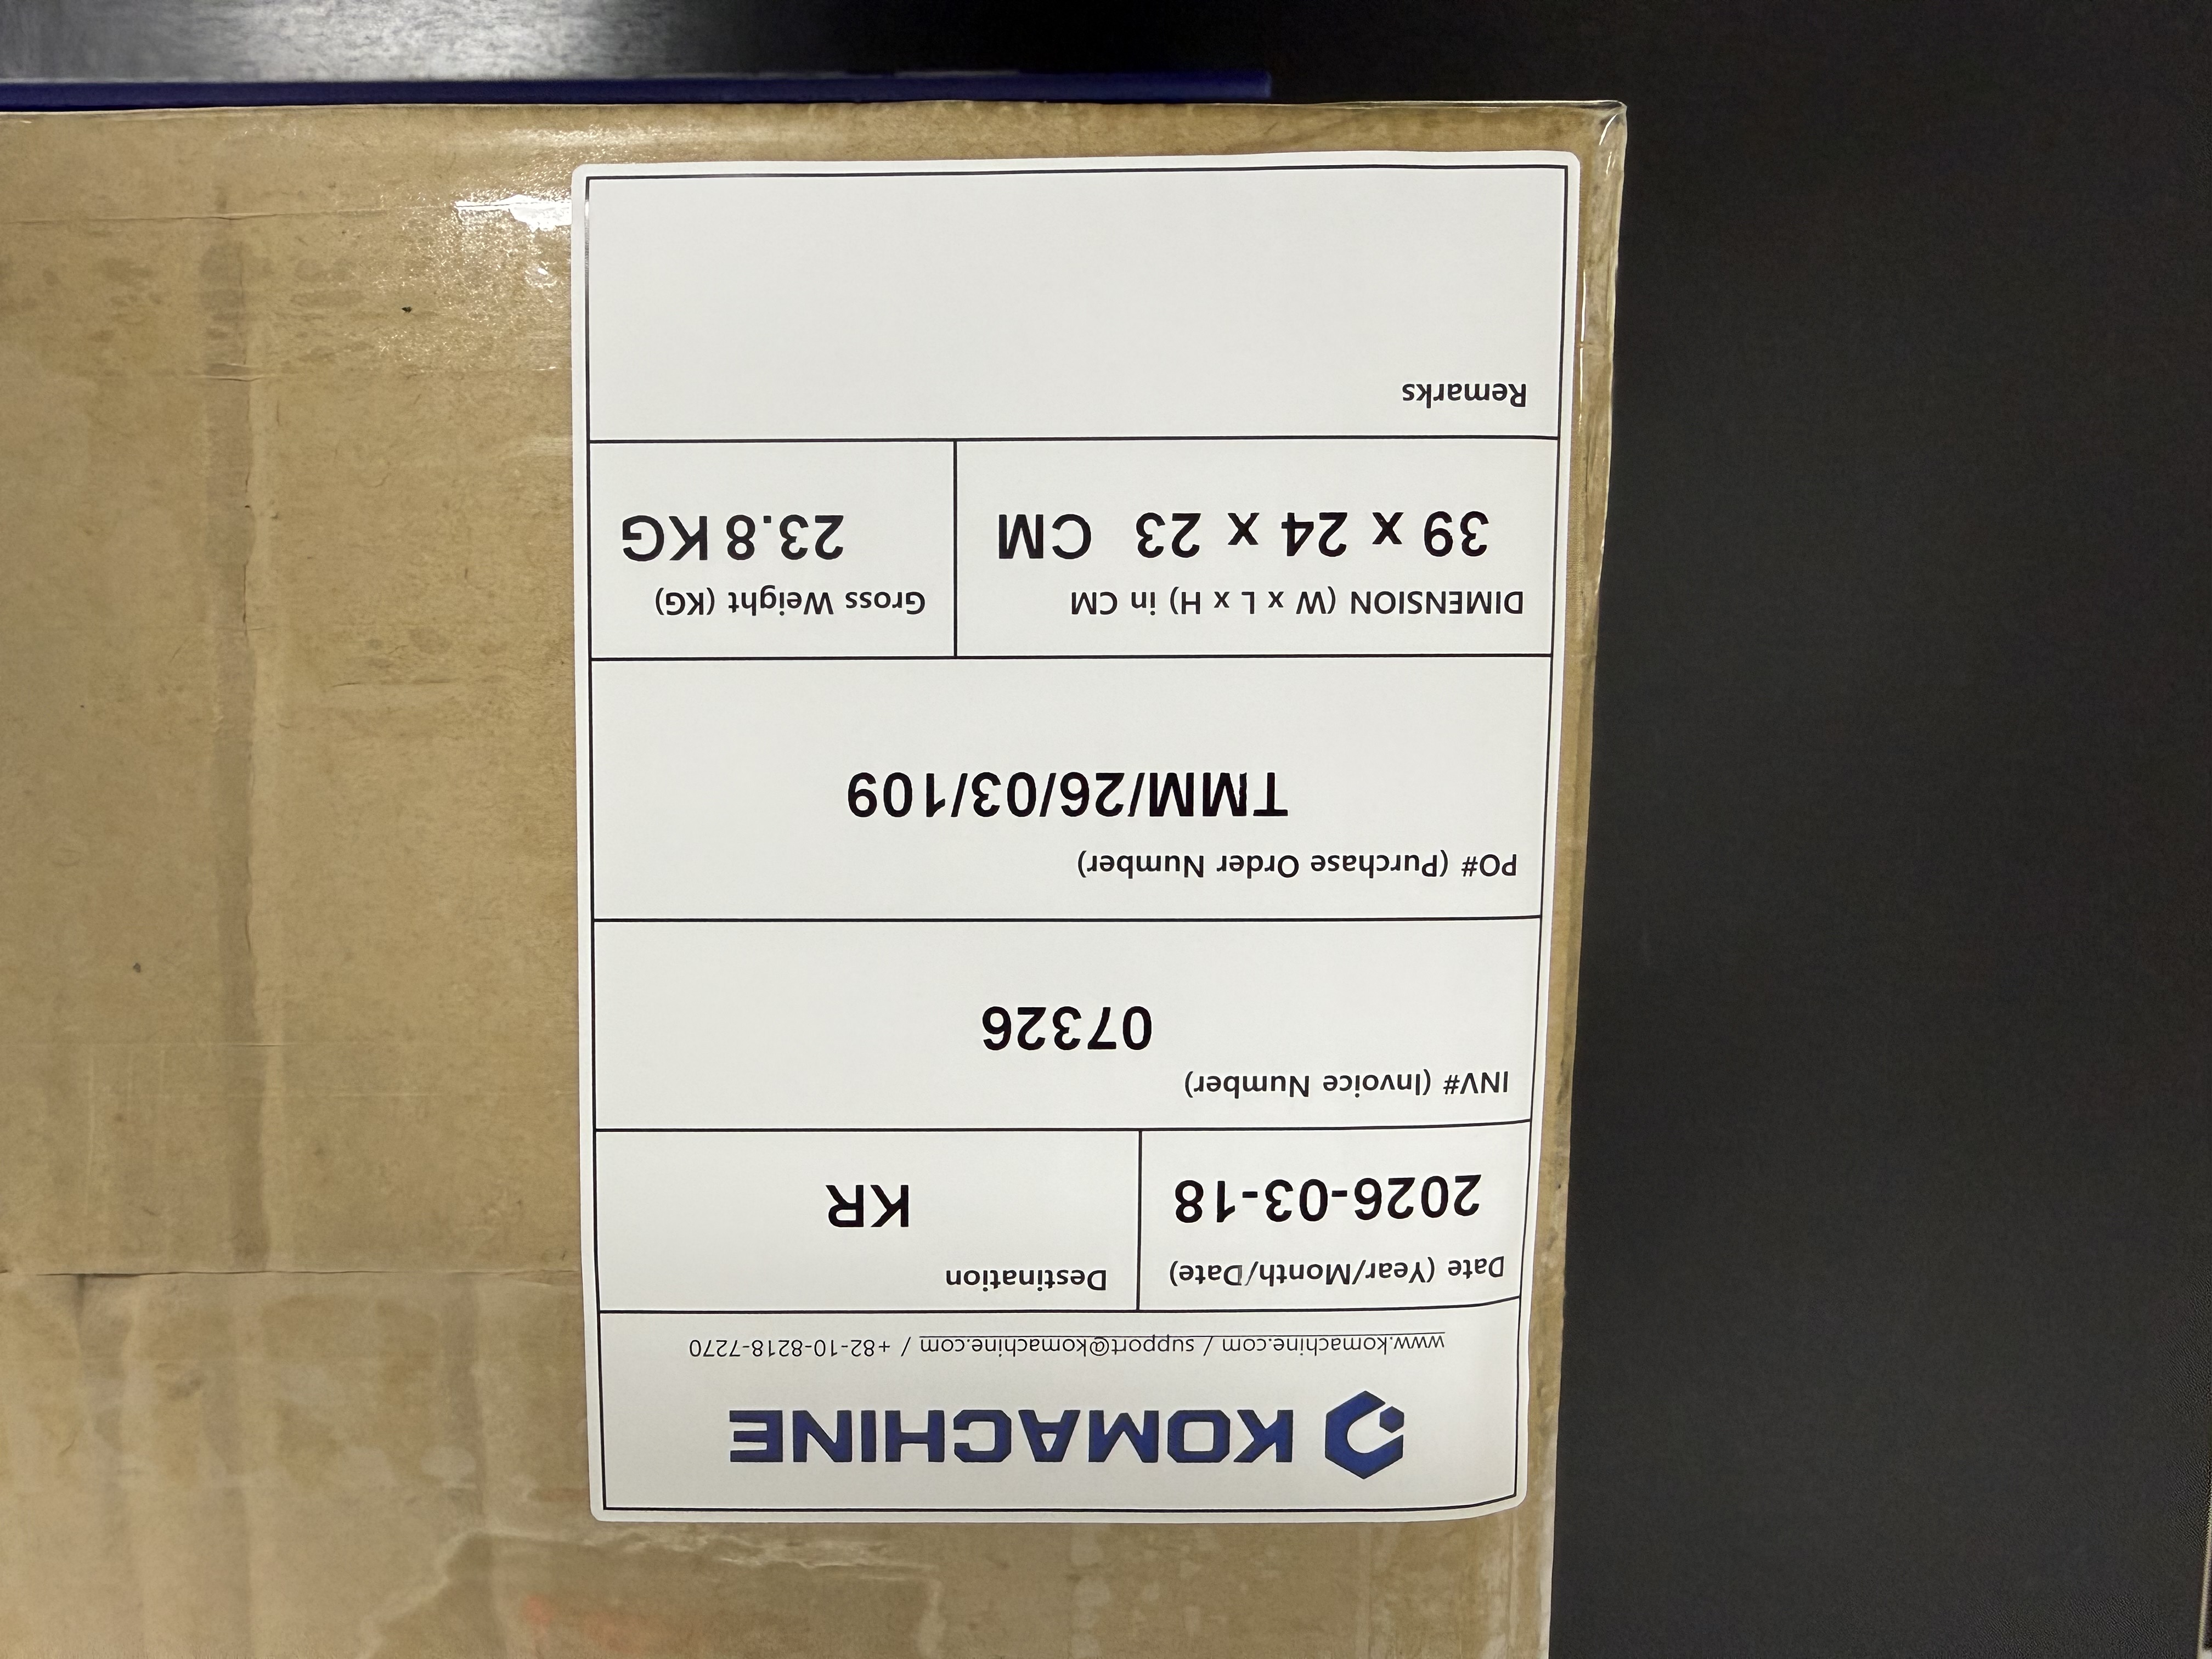 KOMACHINE
www.komachine.com / support@komachine.com / +82-10-8218-7270
Date (Year/Month/Date)
2026-03-18
Destination
KR
INV# (Invoice Number)
07326
PO# (Purchase Order Number)
TMM/26/03/109
DIMENSION (W x L x H) in CM
39 x 24 x 23 CM
Gross Weight (KG)
23.8 KG
Remarks